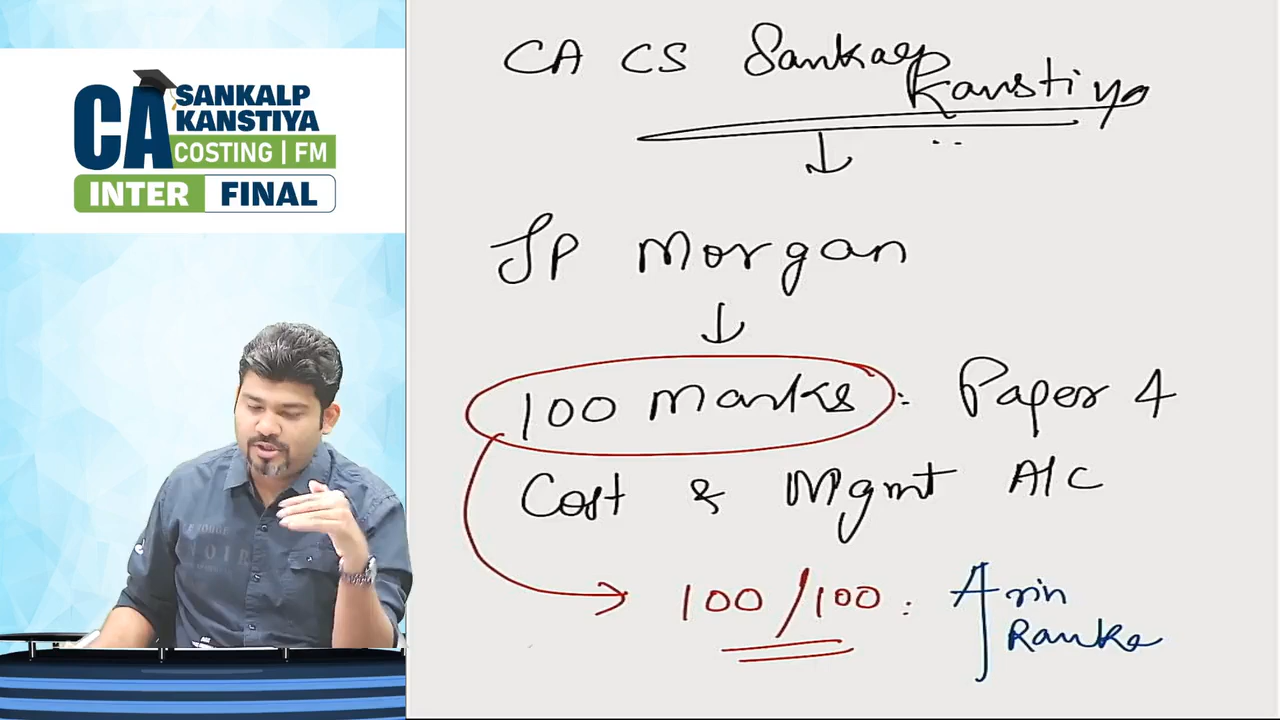 CA
SANKALP
KANSTIYA
COSTING | FM
INTER FINAL
CA CS Sankalp
Kanstiya
JP Morgan
100 Marks : Paper 4
Cost & Mgmt A/C
100/100 : Arin
Ranka